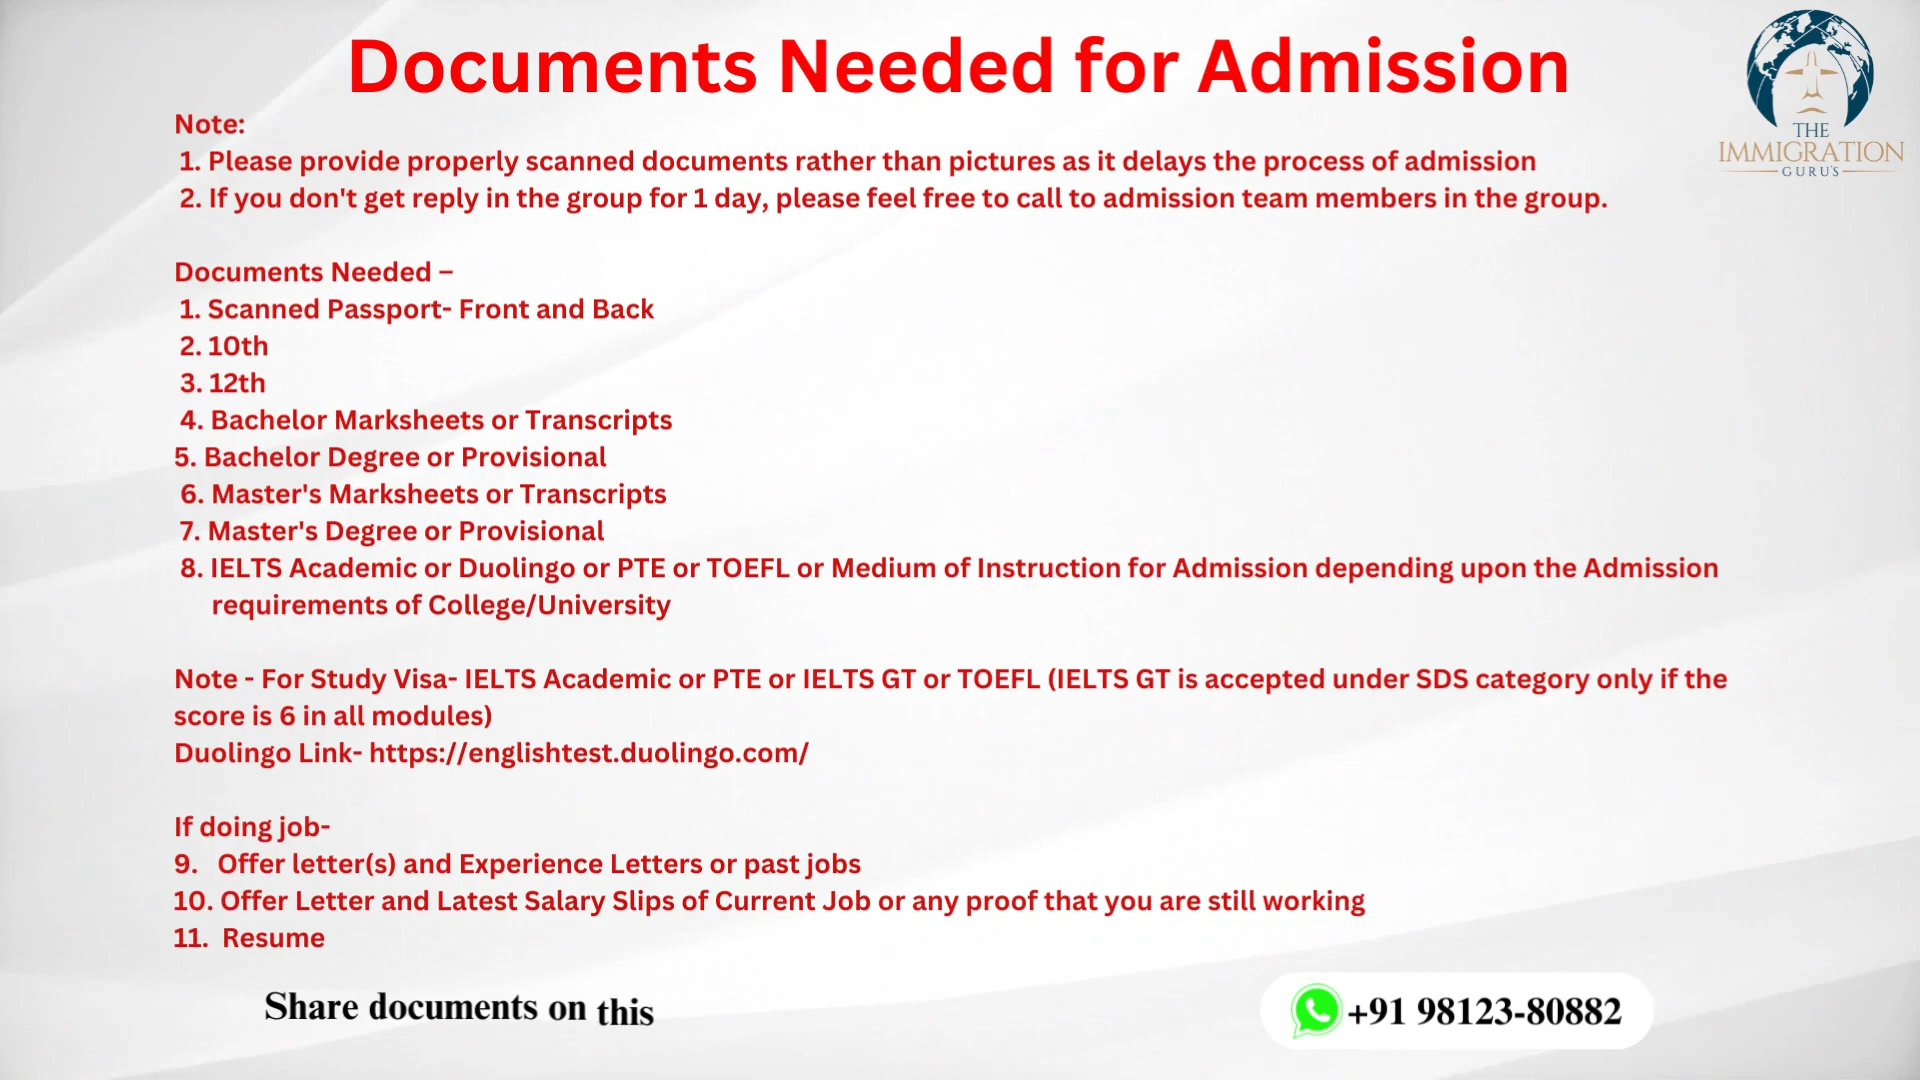 Documents Needed for Admission
THE
IMMIGRATION
GURU'S
Note:
1. Please provide properly scanned documents rather than pictures as it delays the process of admission
2. If you don't get reply in the group for 1 day, please feel free to call to admission team members in the group.
Documents Needed –
1. Scanned Passport- Front and Back
2. 10th
3. 12th
4. Bachelor Marksheets or Transcripts
5. Bachelor Degree or Provisional
6. Master's Marksheets or Transcripts
7. Master's Degree or Provisional
8. IELTS Academic or Duolingo or PTE or TOEFL or Medium of Instruction for Admission depending upon the Admission
requirements of College/University
Note - For Study Visa- IELTS Academic or PTE or IELTS GT or TOEFL (IELTS GT is accepted under SDS category only if the
score is 6 in all modules)
Duolingo Link- https://englishtest.duolingo.com/
If doing job-
9. Offer letter(s) and Experience Letters or past jobs
10. Offer Letter and Latest Salary Slips of Current Job or any proof that you are still working
11. Resume
Share documents on this
+91 98123-80882